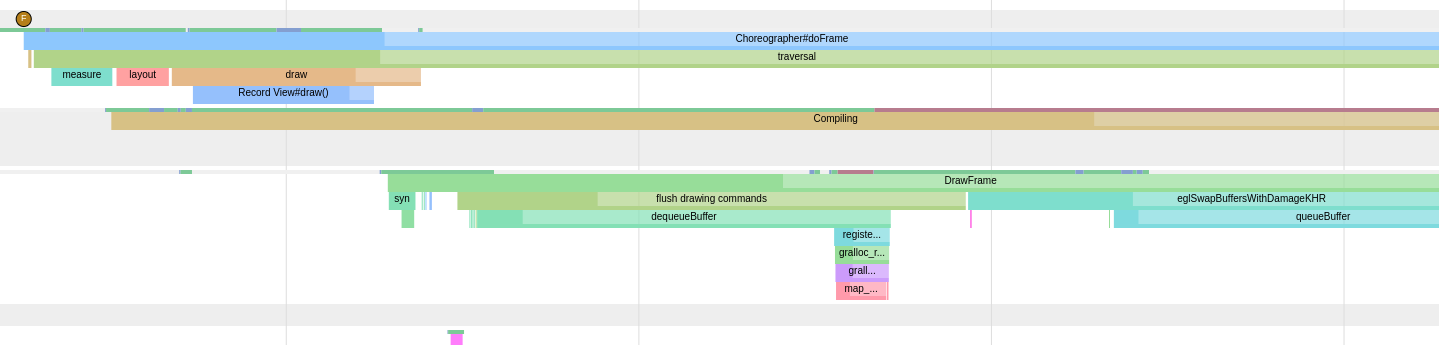 F
Choreographer#doFrame
traversal
measure layout draw
Record View#draw()
Compiling
DrawFrame
syn flush drawing commands eglSwapBuffersWithDamageKHR
dequeueBuffer queueBuffer
registe...
gralloc_r...
grall...
map_...